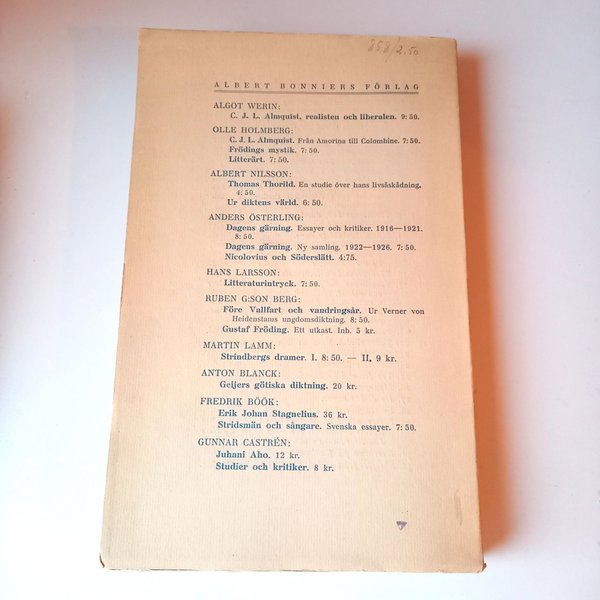 858/2.50
ALBERT BONNIERS FÖRLAG
ALGOT WERIN:
C. J. L. Almquist, realisten och liberalen. 9: 50.
OLLE HOLMBERG:
C. J. L. Almquist. Från Amorina till Colombine. 7: 50.
Frödings mystik. 7: 50.
Litterärt. 7: 50.
ALBERT NILSSON:
Thomas Thorild. En studie över hans livsåskådning.
4: 50.
Ur diktens värld. 6: 50.
ANDERS ÖSTERLING:
Dagens gärning. Essayer och kritiker. 1916—1921.
8: 50.
Dagens gärning. Ny samling. 1922—1926. 7: 50.
Nicolovius och Söderslätt. 4:75.
HANS LARSSON:
Litteraturintryck. 7: 50.
RUBEN G:SON BERG:
Före Vallfart och vandringsår. Ur Verner von
Heidenstams ungdomsdiktning. 8: 50.
Gustaf Fröding. Ett utkast. Inb. 5 kr.
MARTIN LAMM:
Strindbergs dramer. I. 8: 50. — II. 9 kr.
ANTON BLANCK:
Geijers götiska diktning. 20 kr.
FREDRIK BÖÖK:
Erik Johan Stagnelius. 36 kr.
Stridsmän och sångare. Svenska essayer. 7: 50.
GUNNAR CASTRÉN:
Juhani Aho. 12 kr.
Studier och kritiker. 8 kr.